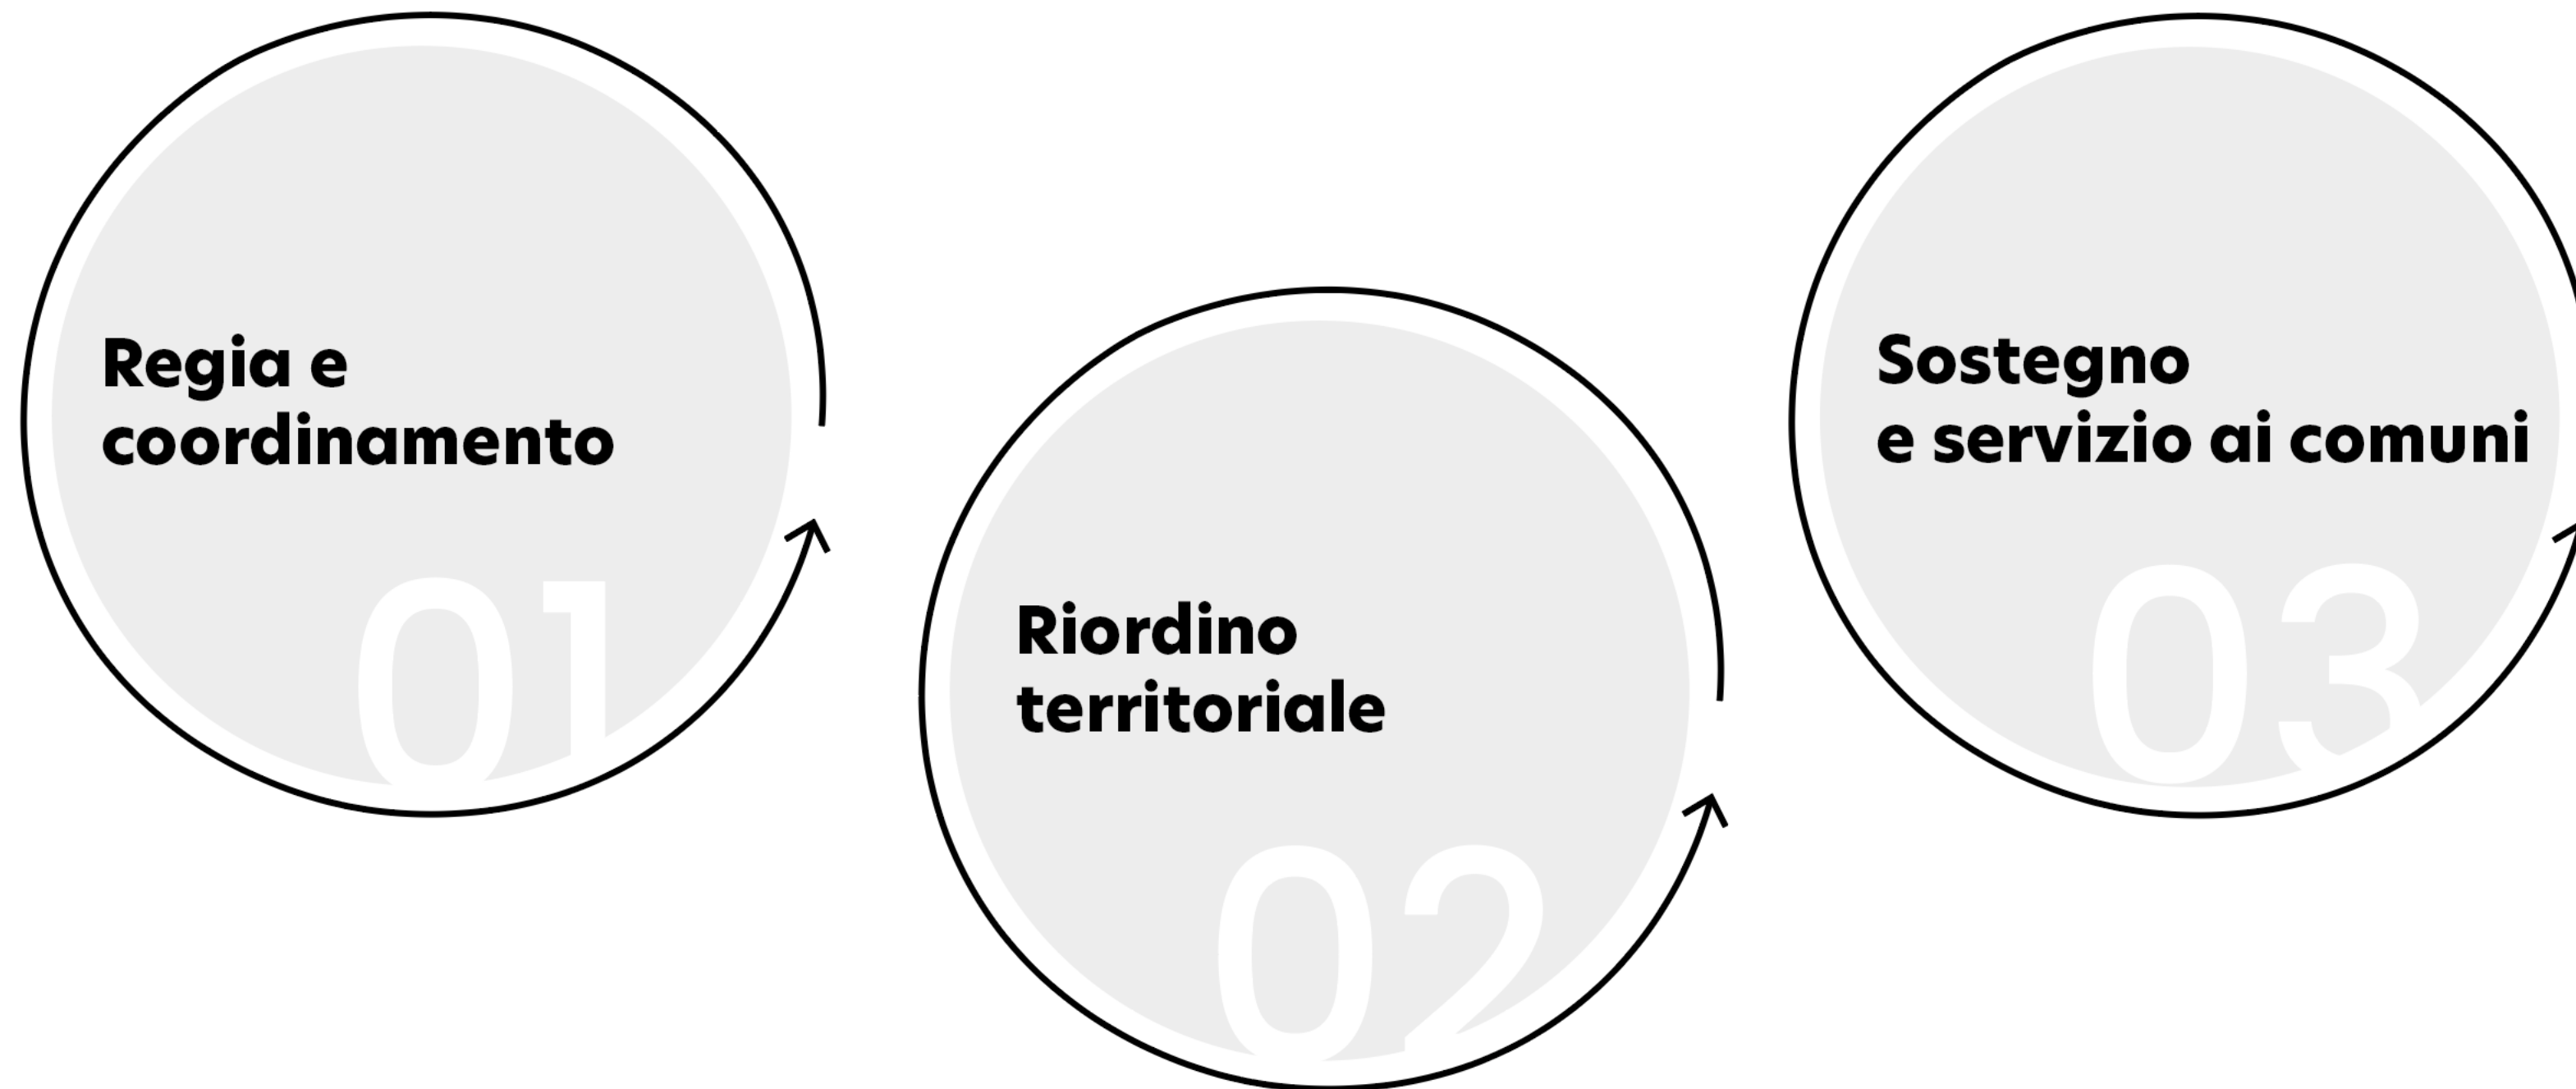 Regia e
coordinamento
01
Riordino
territoriale
02
Sostegno
e servizio ai comuni
03